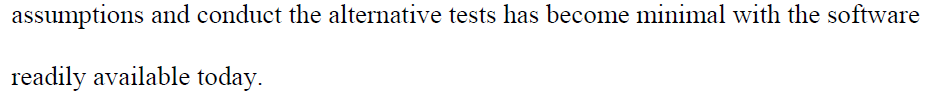 assumptions and conduct the alternative tests has become minimal with the software
readily available today.